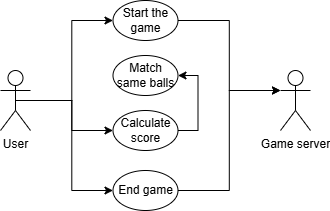 Start the
game
Match
same balls
Calculate
score
User
Game server
End game